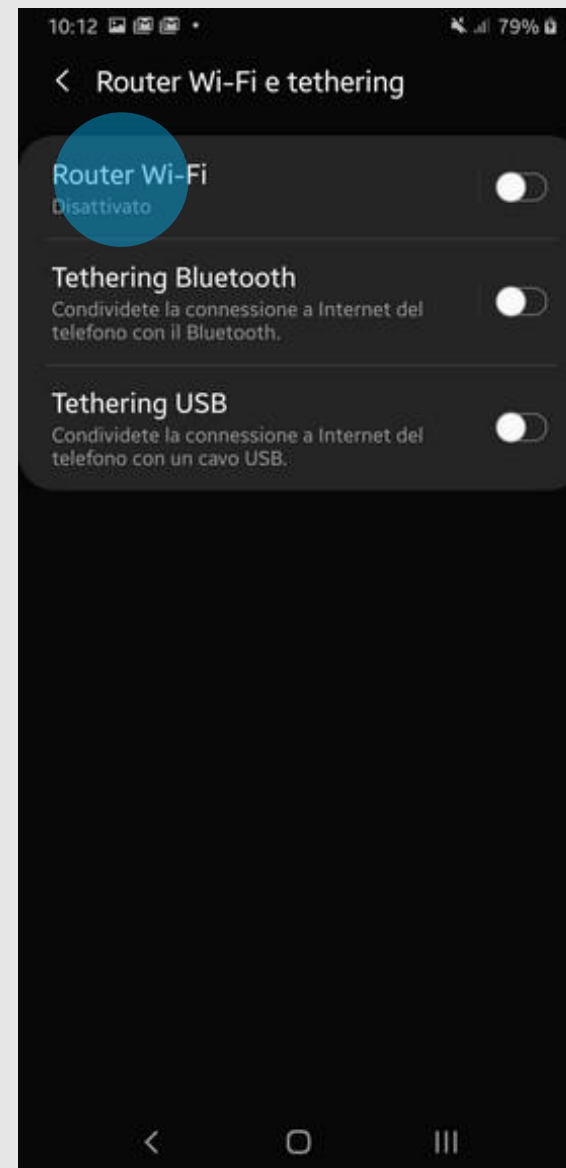 10:12
79%
Router Wi-Fi e tethering
Router Wi-Fi
Disattivato
Tethering Bluetooth
Condividete la connessione a Internet del
telefono con il Bluetooth.
Tethering USB
Condividete la connessione a Internet del
telefono con un cavo USB.